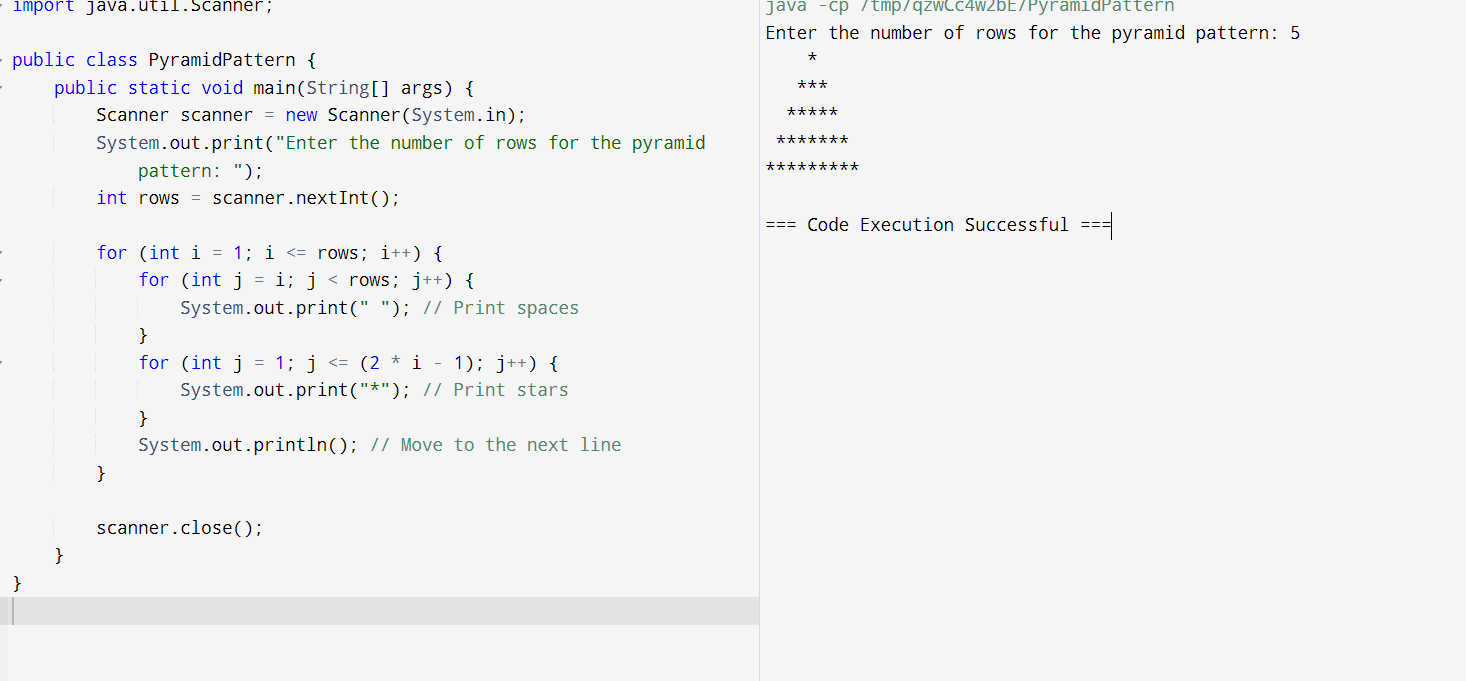 import java.util.Scanner;
public class PyramidPattern {
    public static void main(String[] args) {
        Scanner scanner = new Scanner(System.in);
        System.out.print("Enter the number of rows for the pyramid
            pattern: ");
        int rows = scanner.nextInt();
        for (int i = 1; i <= rows; i++) {
            for (int j = i; j < rows; j++) {
                System.out.print(" "); // Print spaces
            }
            for (int j = 1; j <= (2 * i - 1); j++) {
                System.out.print("*"); // Print stars
            }
            System.out.println(); // Move to the next line
        }
        scanner.close();
    }
}
java -cp /tmp/qzwCc4w2bE/PyramidPattern
Enter the number of rows for the pyramid pattern: 5
    *
   ***
  *****
 *******
*********
=== Code Execution Successful ===